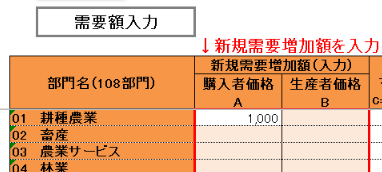 需要額入力
↓新規需要増加額を入力
部門名(108部門)
新規需要増加額(入力)
購入者価格
生産者価格
A
B
C=
01 耕種農業 1,000
02 畜産
03 農業サービス
04 林業